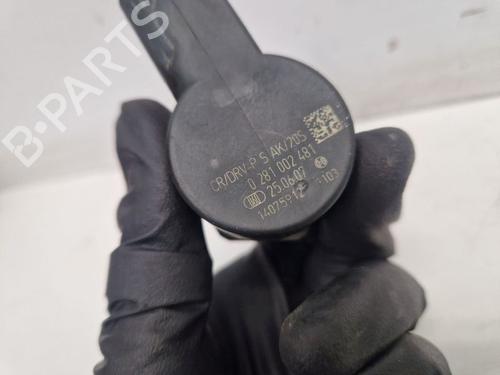 B-PARTS
CR/DRV-P S AK/20S
0 281 002 481
25.06.07
14075912 103